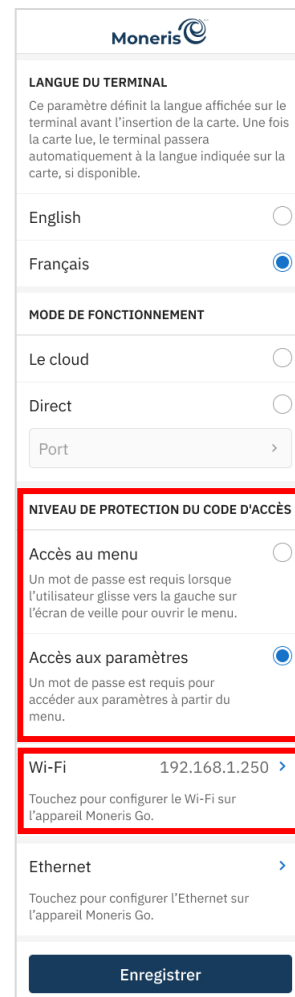 Moneris
LANGUE DU TERMINAL
Ce paramètre définit la langue affichée sur le
terminal avant l'insertion de la carte. Une fois
la carte lue, le terminal passera
automatiquement à la langue indiquée sur la
carte, si disponible.
English
Français
MODE DE FONCTIONNEMENT
Le cloud
Direct
Port
NIVEAU DE PROTECTION DU CODE D'ACCÈS
Accès au menu
Un mot de passe est requis lorsque
l'utilisateur glisse vers la gauche sur
l'écran de veille pour ouvrir le menu.
Accès aux paramètres
Un mot de passe est requis pour
accéder aux paramètres à partir du
menu.
Wi-Fi 192.168.1.250
Touchez pour configurer le Wi-Fi sur
l'appareil Moneris Go.
Ethernet
Touchez pour configurer l'Ethernet sur
l'appareil Moneris Go.
Enregistrer